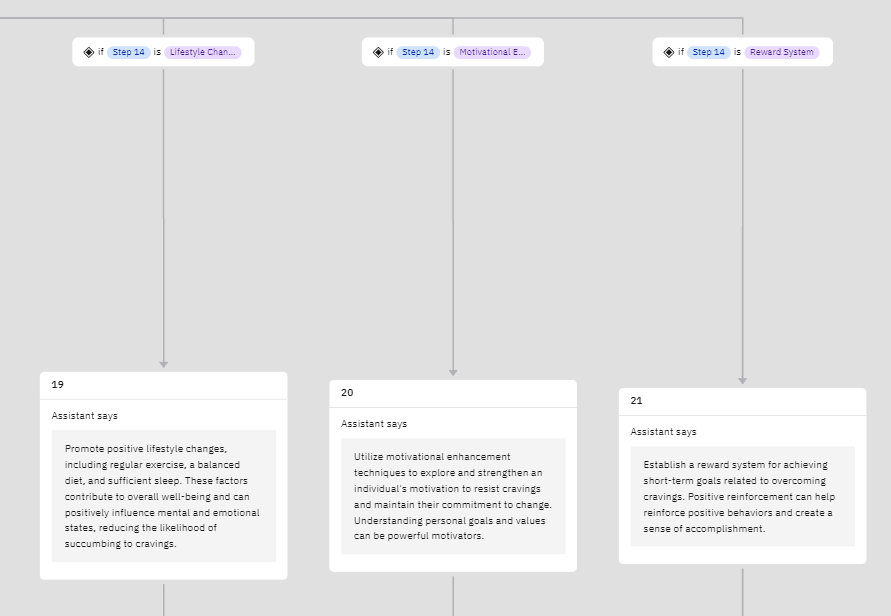 if Step 14 is Lifestyle Chan...
if Step 14 is Motivational E...
if Step 14 is Reward System
19
Assistant says
Promote positive lifestyle changes,
including regular exercise, a balanced
diet, and sufficient sleep. These factors
contribute to overall well-being and can
positively influence mental and emotional
states, reducing the likelihood of
succumbing to cravings.
20
Assistant says
Utilize motivational enhancement
techniques to explore and strengthen an
individual's motivation to resist cravings
and maintain their commitment to change.
Understanding personal goals and values
can be powerful motivators.
21
Assistant says
Establish a reward system for achieving
short-term goals related to overcoming
cravings. Positive reinforcement can help
reinforce positive behaviors and create a
sense of accomplishment.